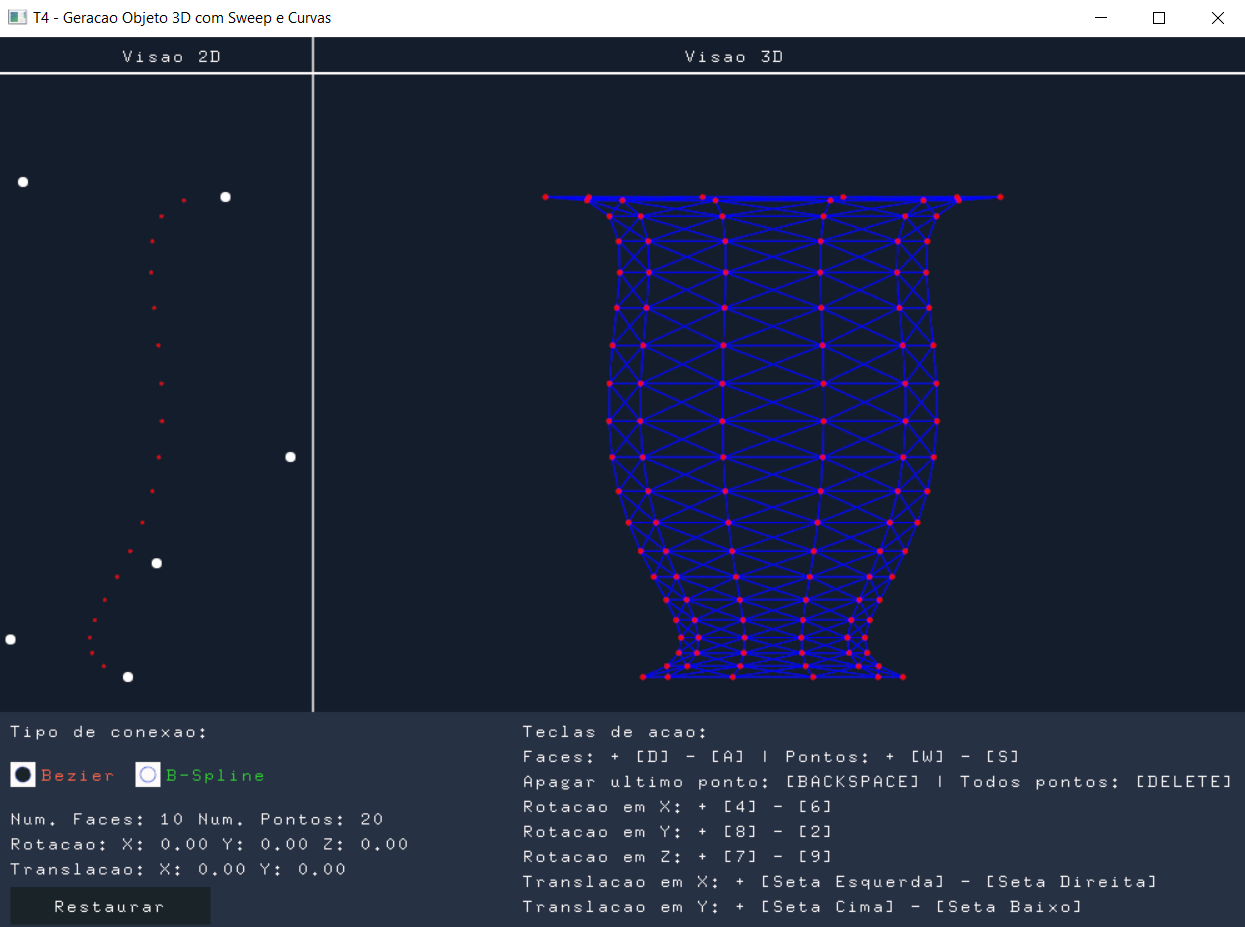 T4 - Geracao Objeto 3D com Sweep e Curvas
Visao 2D
Visao 3D
Tipo de conexao:
Bezier B-Spline
Num. Faces: 10 Num. Pontos: 20
Rotacao: X: 0.00 Y: 0.00 Z: 0.00
Translacao: X: 0.00 Y: 0.00
Restaurar
Teclas de acao:
Faces: + [D] - [A] | Pontos: + [W] - [S]
Apagar ultimo ponto: [BACKSPACE] | Todos pontos: [DELETE]
Rotacao em X: + [4] - [6]
Rotacao em Y: + [8] - [2]
Rotacao em Z: + [7] - [9]
Translacao em X: + [Seta Esquerda] - [Seta Direita]
Translacao em Y: + [Seta Cima] - [Seta Baixo]